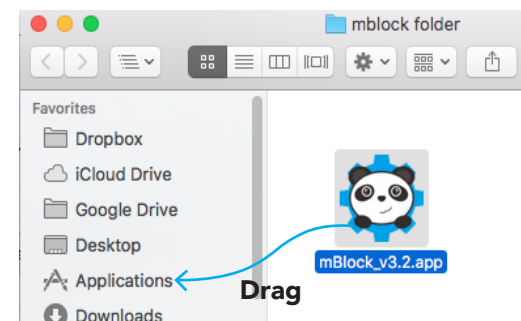 mblock folder
Favorites
Dropbox
iCloud Drive
Google Drive
Desktop
Applications
Downloads
mBlock_v3.2.app
Drag